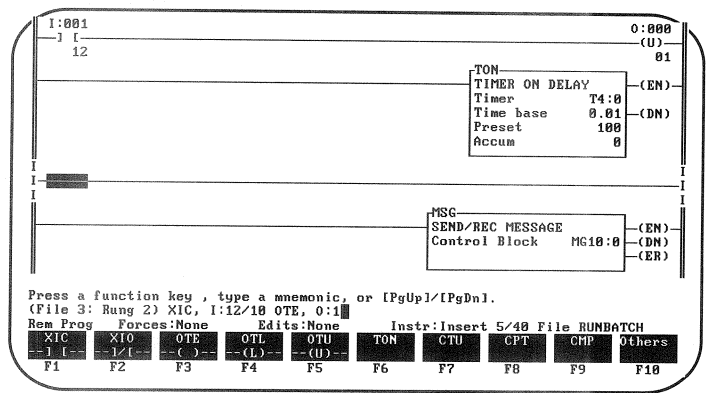 I:001 O:000
] [ (U)
12 01
TON
TIMER ON DELAY (EN)
Timer T4:0
Time base 0.01 (DN)
Preset 100
Accum 0
I
I I
I I
I
MSG
SEND/REC MESSAGE (EN)
Control Block MG10:0 (DN)
(ER)
Press a function key , type a mnemonic, or [PgUp]/[PgDn].
(File 3: Rung 2) XIC, I:12/10 OTE, O:1
Rem Prog Forces:None Edits:None Instr:Insert 5/40 File RUNBATCH
XIC XIO OTE OTL OTU TON CTU CPT CMP Others
--] [-- --]/[-- --( )-- --(L)-- --(U)--
F1 F2 F3 F4 F5 F6 F7 F8 F9 F10